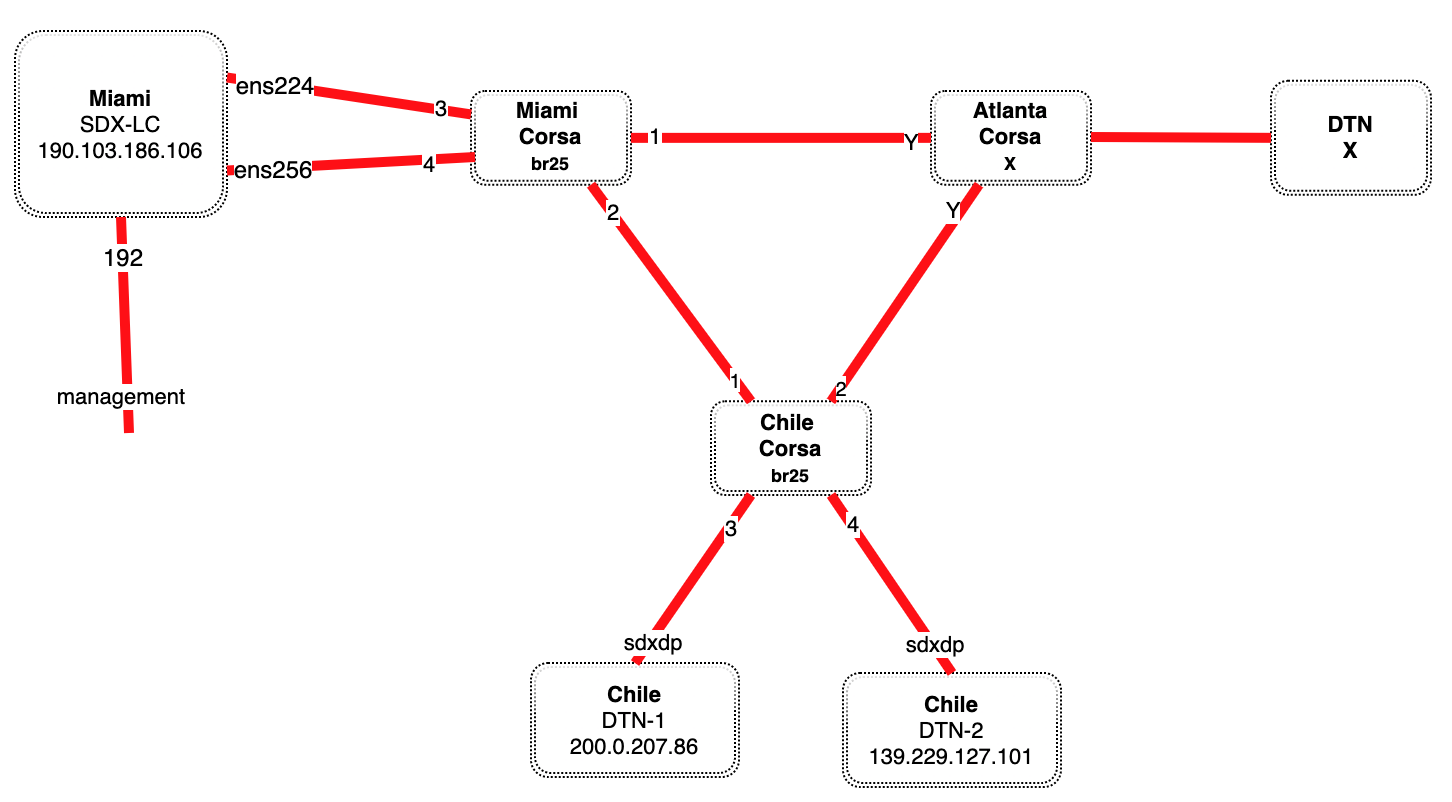 Miami
SDX-LC
190.103.186.106
ens224
3
ens256
4
192
management
Miami
Corsa
br25
1
Y
2
Atlanta
Corsa
X
Y
DTN
X
1
2
Chile
Corsa
br25
3
4
sdxdp
sdxdp
Chile
DTN-1
200.0.207.86
Chile
DTN-2
139.229.127.101